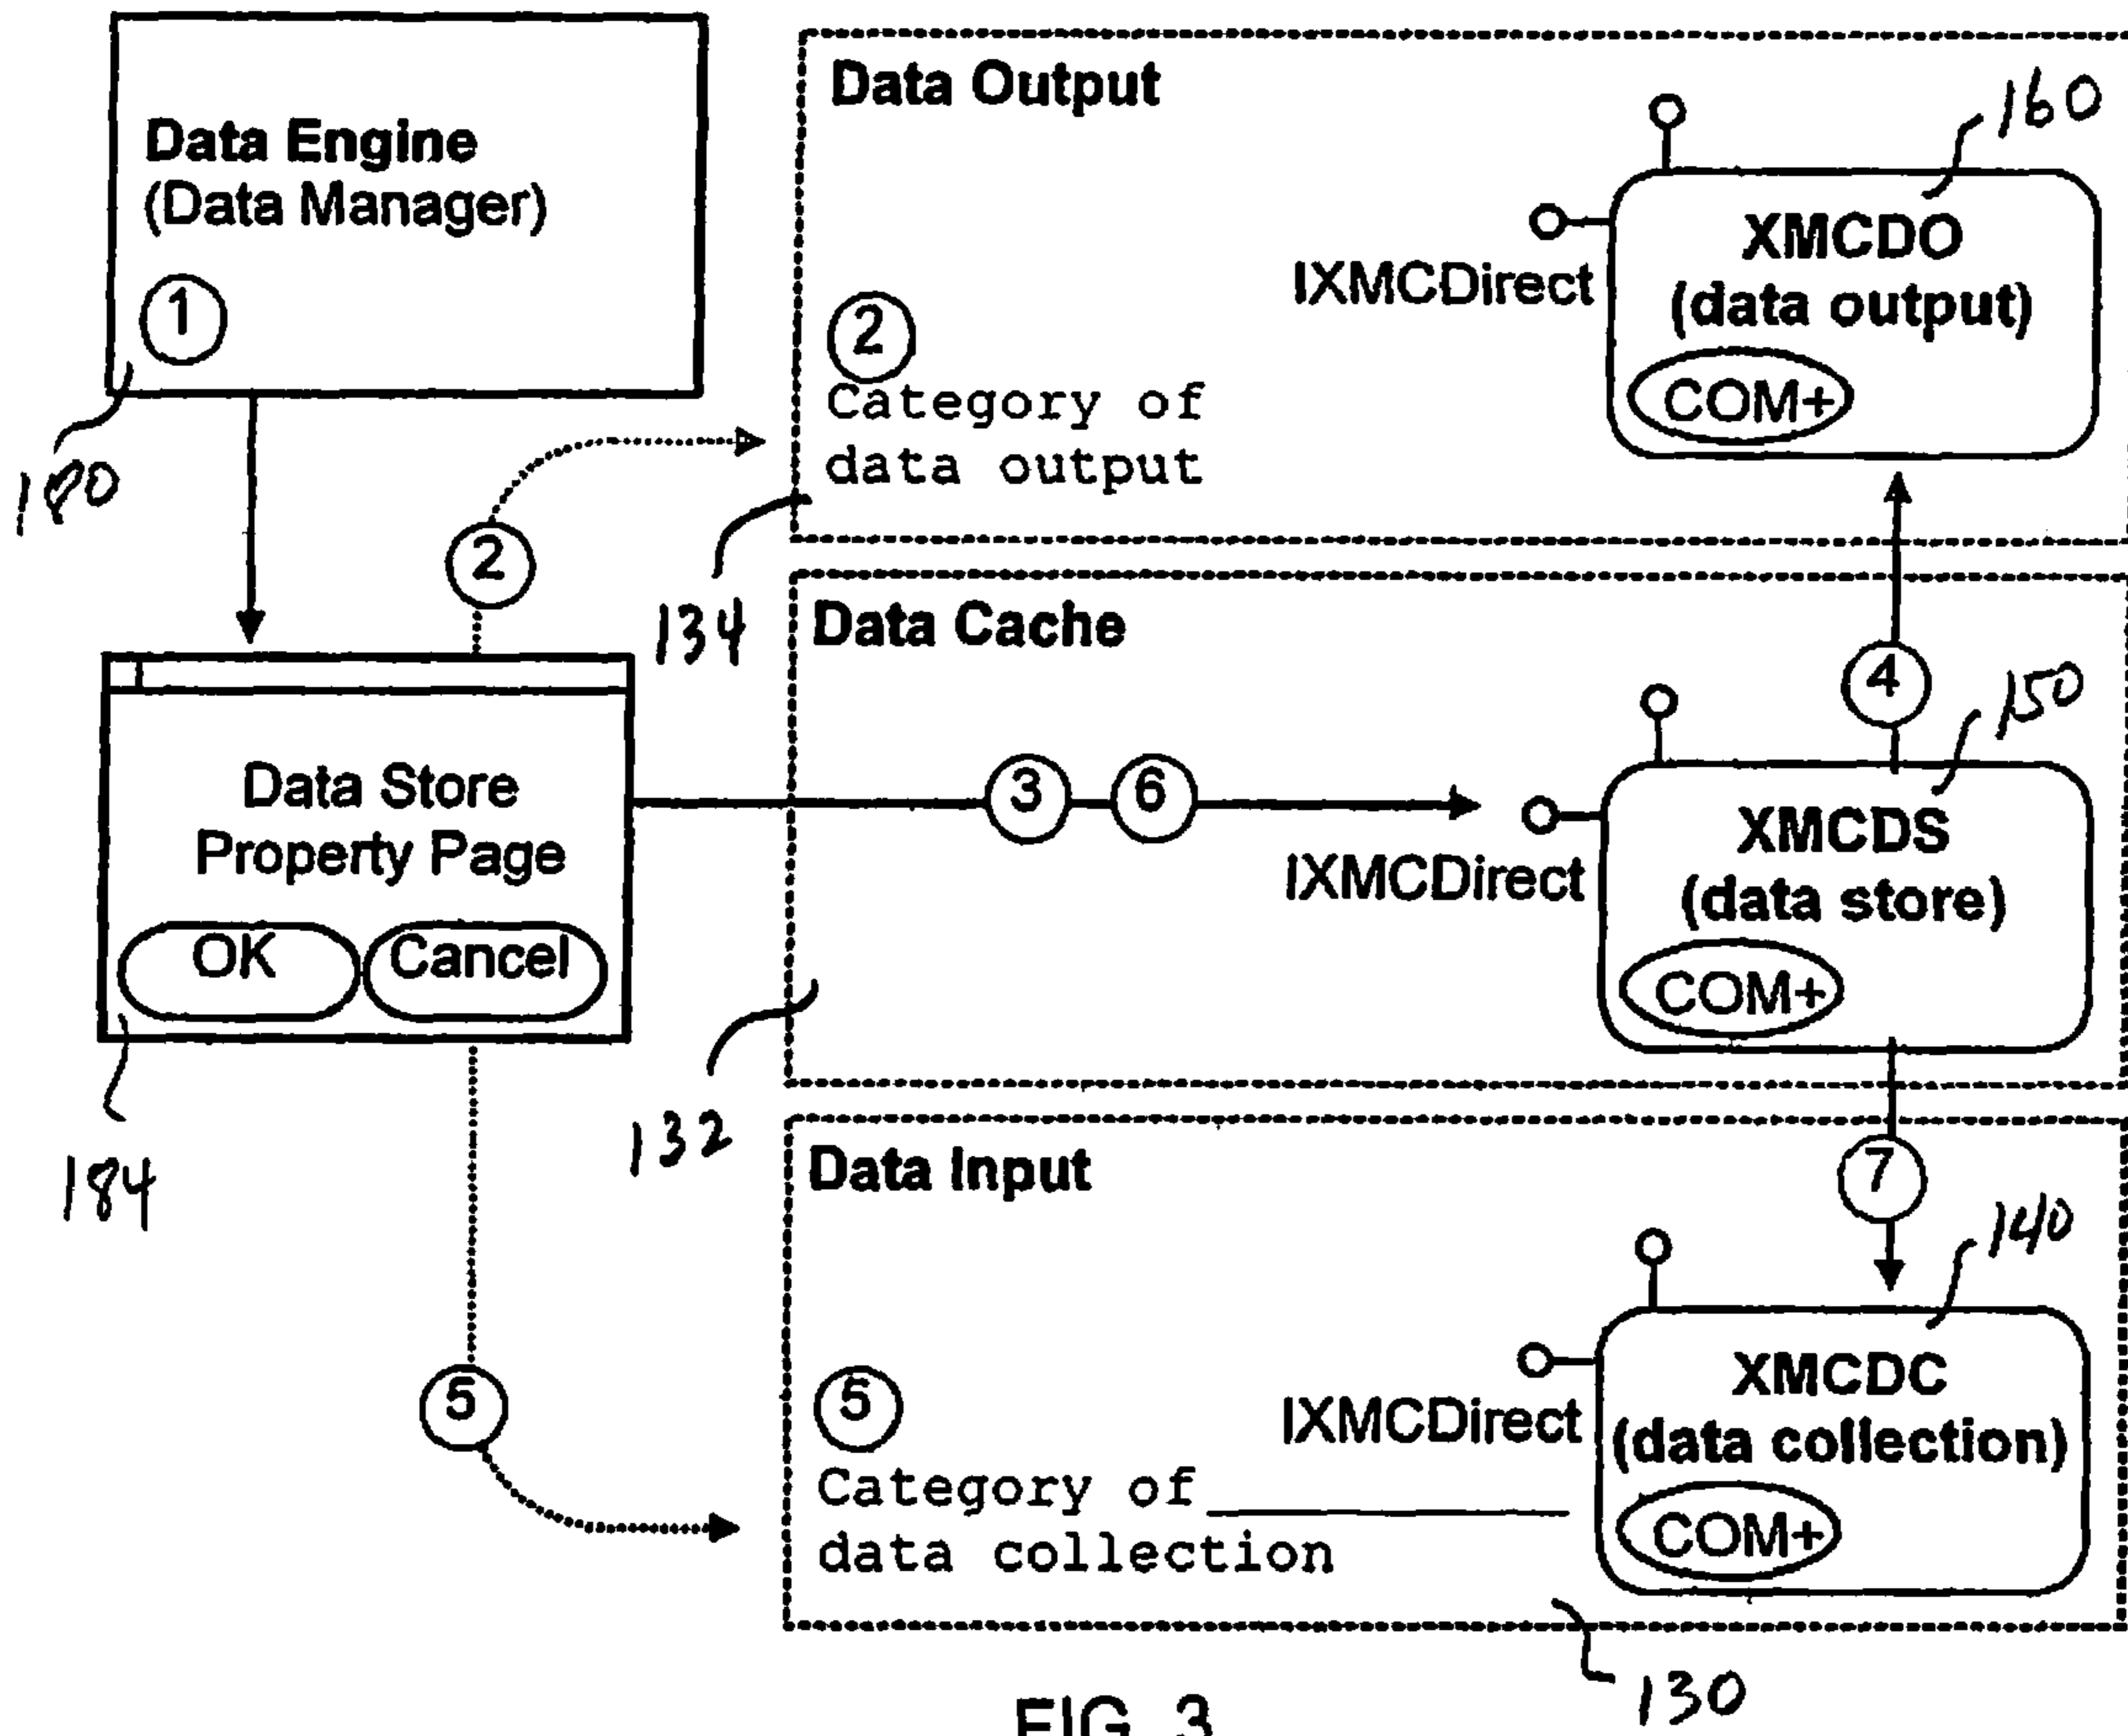 Data Engine
(Data Manager)
1
180
2
Data Store
Property Page
OK
Cancel
184
5
Data Output
160
XMCDO
(data output)
IXMCDirect
COM+
2
Category of
data output
134
Data Cache
4
150
3
6
XMCDS
(data store)
IXMCDirect
COM+
132
Data Input
7
140
XMCDC
(data collection)
IXMCDirect
COM+
5
Category of
data collection
130
FIG. 3